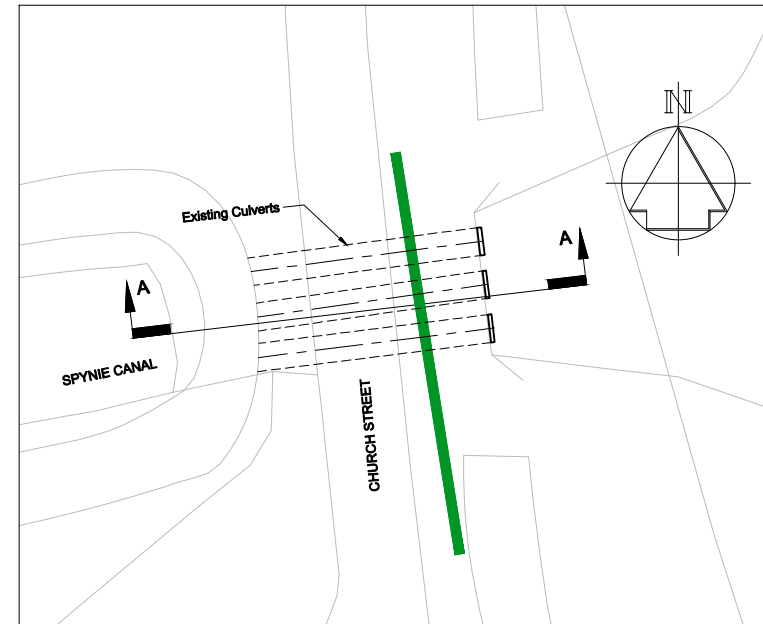 N
Existing Culverts
A
A
SPYNIE CANAL
CHURCH STREET